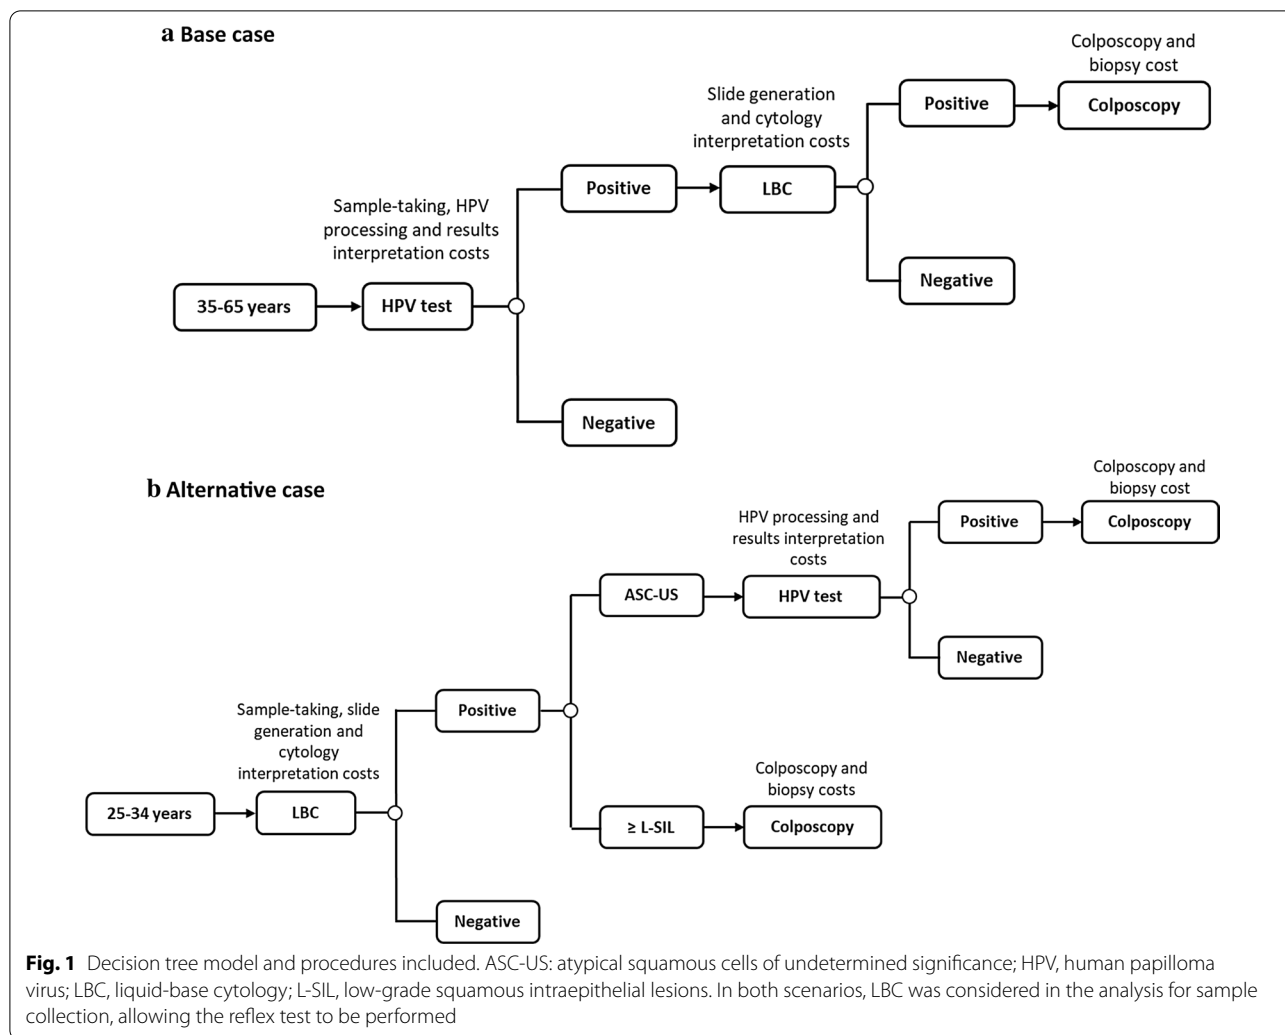 a Base case
Colposcopy and
biopsy cost
Positive
Colposcopy
Slide generation
and cytology
interpretation costs
Positive
LBC
Sample-taking, HPV
processing and results
interpretation costs
Negative
35-65 years
HPV test
Negative
b Alternative case
Colposcopy and
biopsy cost
Positive
Colposcopy
HPV processing and
results interpretation
costs
ASC-US
HPV test
Negative
Sample-taking, slide
generation and
cytology
interpretation costs
Positive
Colposcopy and
biopsy costs
25-34 years
LBC
≥ L-SIL
Colposcopy
Negative
Fig. 1 Decision tree model and procedures included. ASC-US: atypical squamous cells of undetermined significance; HPV, human papilloma
virus; LBC, liquid-base cytology; L-SIL, low-grade squamous intraepithelial lesions. In both scenarios, LBC was considered in the analysis for sample
collection, allowing the reflex test to be performed